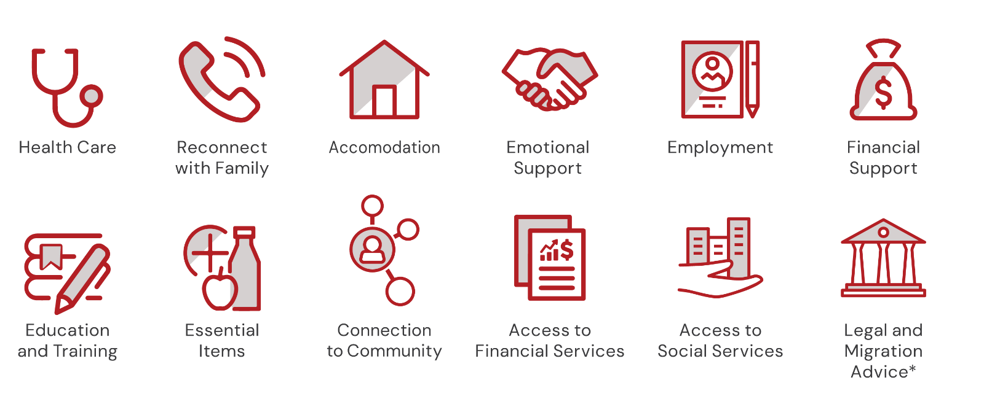 Health Care
Reconnect
with Family
Accomodation
Emotional
Support
Employment
Financial
Support
$
Education
and Training
Essential
Items
Connection
to Community
$
Access to
Financial Services
Access to
Social Services
Legal and
Migration
Advice*